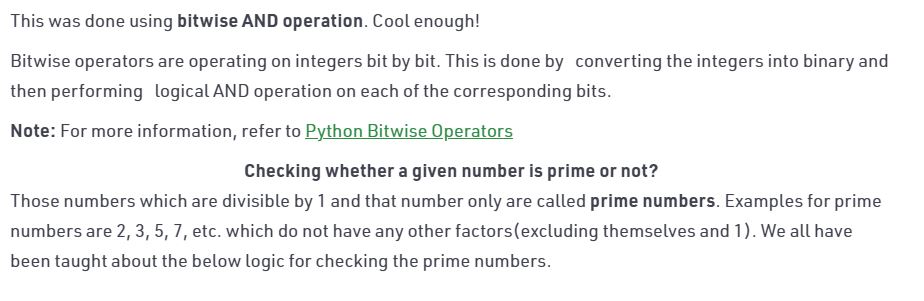 This was done using bitwise AND operation. Cool enough!
Bitwise operators are operating on integers bit by bit. This is done by  converting the integers into binary and
then performing  logical AND operation on each of the corresponding bits.
Note: For more information, refer to Python Bitwise Operators
Checking whether a given number is prime or not?
Those numbers which are divisible by 1 and that number only are called prime numbers. Examples for prime
numbers are 2, 3, 5, 7, etc. which do not have any other factors(excluding themselves and 1). We all have
been taught about the below logic for checking the prime numbers.